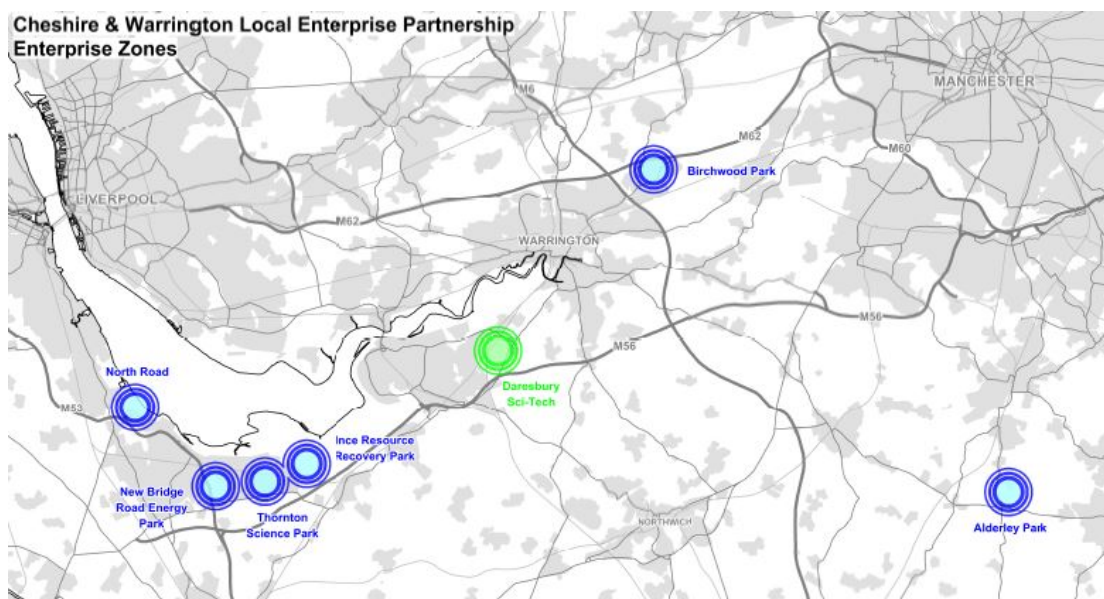 Cheshire & Warrington Local Enterprise Partnership
Enterprise Zones
M6
MANCHESTER
M62
M60
Birchwood Park
LIVERPOOL
M62
WARRINGTON
M56
M56
North Road
M53
Daresbury
Sci-Tech
Ince Resource
Recovery Park
New Bridge
Road Energy
Park
Thornton
Science Park
NORTHWICH
Alderley Park